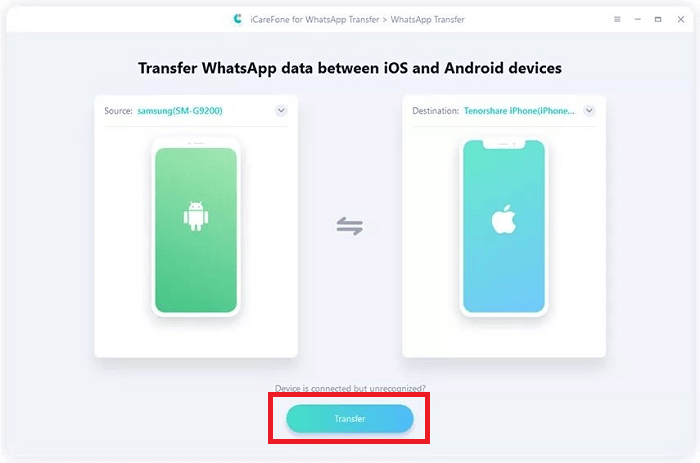 iCareFone for WhatsApp Transfer > WhatsApp Transfer
Transfer WhatsApp data between iOS and Android devices
Source: samsung(SM-G9200)
Destination: Tenorshare iPhone(iPhone...
Device is connected but unrecognized?
Transfer